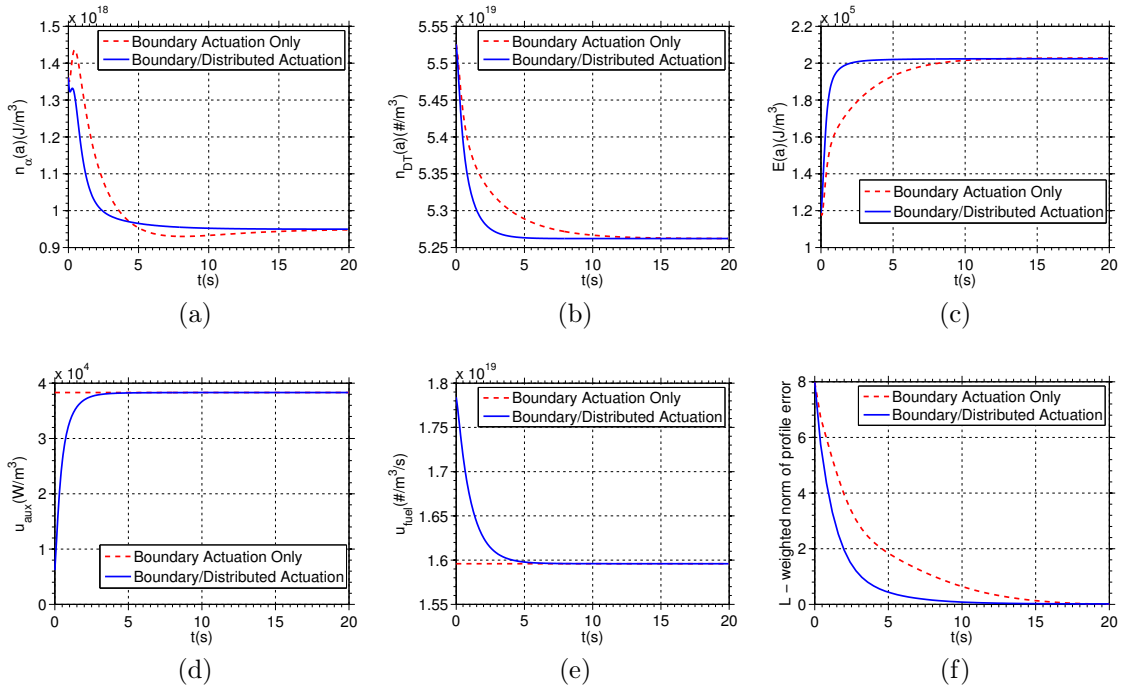 x 10^18
1.5
1.4
1.3
1.2
1.1
1
0.9
n_α(a)(J/m^3)
Boundary Actuation Only
Boundary/Distributed Actuation
0 5 10 15 20
t(s)
(a)
x 10^19
5.55
5.5
5.45
5.4
5.35
5.3
5.25
n_DT(a)(#/m^3)
Boundary Actuation Only
Boundary/Distributed Actuation
0 5 10 15 20
t(s)
(b)
x 10^5
2.2
2
1.8
1.6
1.4
1.2
1
E(a)(J/m^3)
Boundary Actuation Only
Boundary/Distributed Actuation
0 5 10 15 20
t(s)
(c)
x 10^4
4
3
2
1
0
u_aux(W/m^3)
Boundary Actuation Only
Boundary/Distributed Actuation
0 5 10 15 20
t(s)
(d)
x 10^19
1.8
1.75
1.7
1.65
1.6
1.55
u_fuel(#/m^3/s)
Boundary Actuation Only
Boundary/Distributed Actuation
0 5 10 15 20
t(s)
(e)
8
6
4
2
0
L − weighted norm of profile error
Boundary Actuation Only
Boundary/Distributed Actuation
0 5 10 15 20
t(s)
(f)